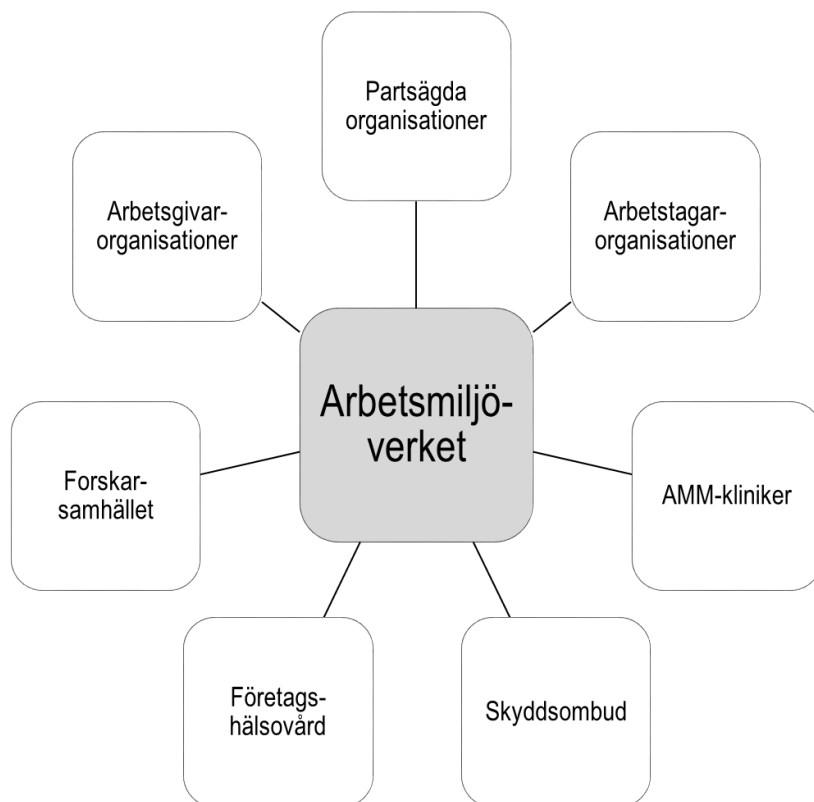 Partsägda
organisationer
Arbetsgivar-
organisationer
Arbetstagar-
organisationer
Arbetsmiljö-
verket
Forskar-
samhället
AMM-kliniker
Företags-
hälsovård
Skyddsombud